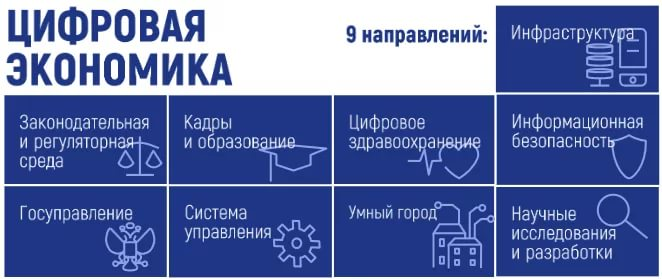 ЦИФРОВАЯ
ЭКОНОМИКА
9 направлений:
Инфраструктура
Законодательная
и регуляторная
среда
Кадры
и образование
Цифровое
здравоохранение
Информационная
безопасность
Госуправление
Система
управления
Умный город
Научные
исследования
и разработки